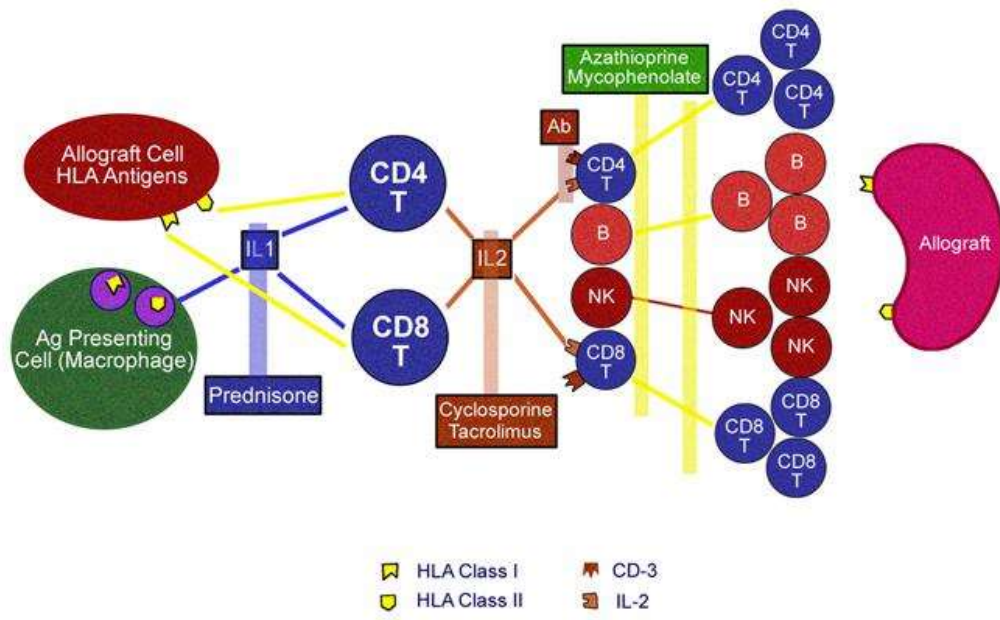 Allograft Cell
HLA Antigens
Ag Presenting
Cell (Macrophage)
IL1
Prednisone
CD4
T
CD8
T
IL2
Cyclosporine
Tacrolimus
Ab
Azathioprine
Mycophenolate
CD4
T
B
NK
CD8
T
CD4
T
CD4
T
CD4
T
B
B
B
NK
NK
NK
CD8
T
CD8
T
CD8
T
Allograft
HLA Class I
HLA Class II
CD-3
IL-2